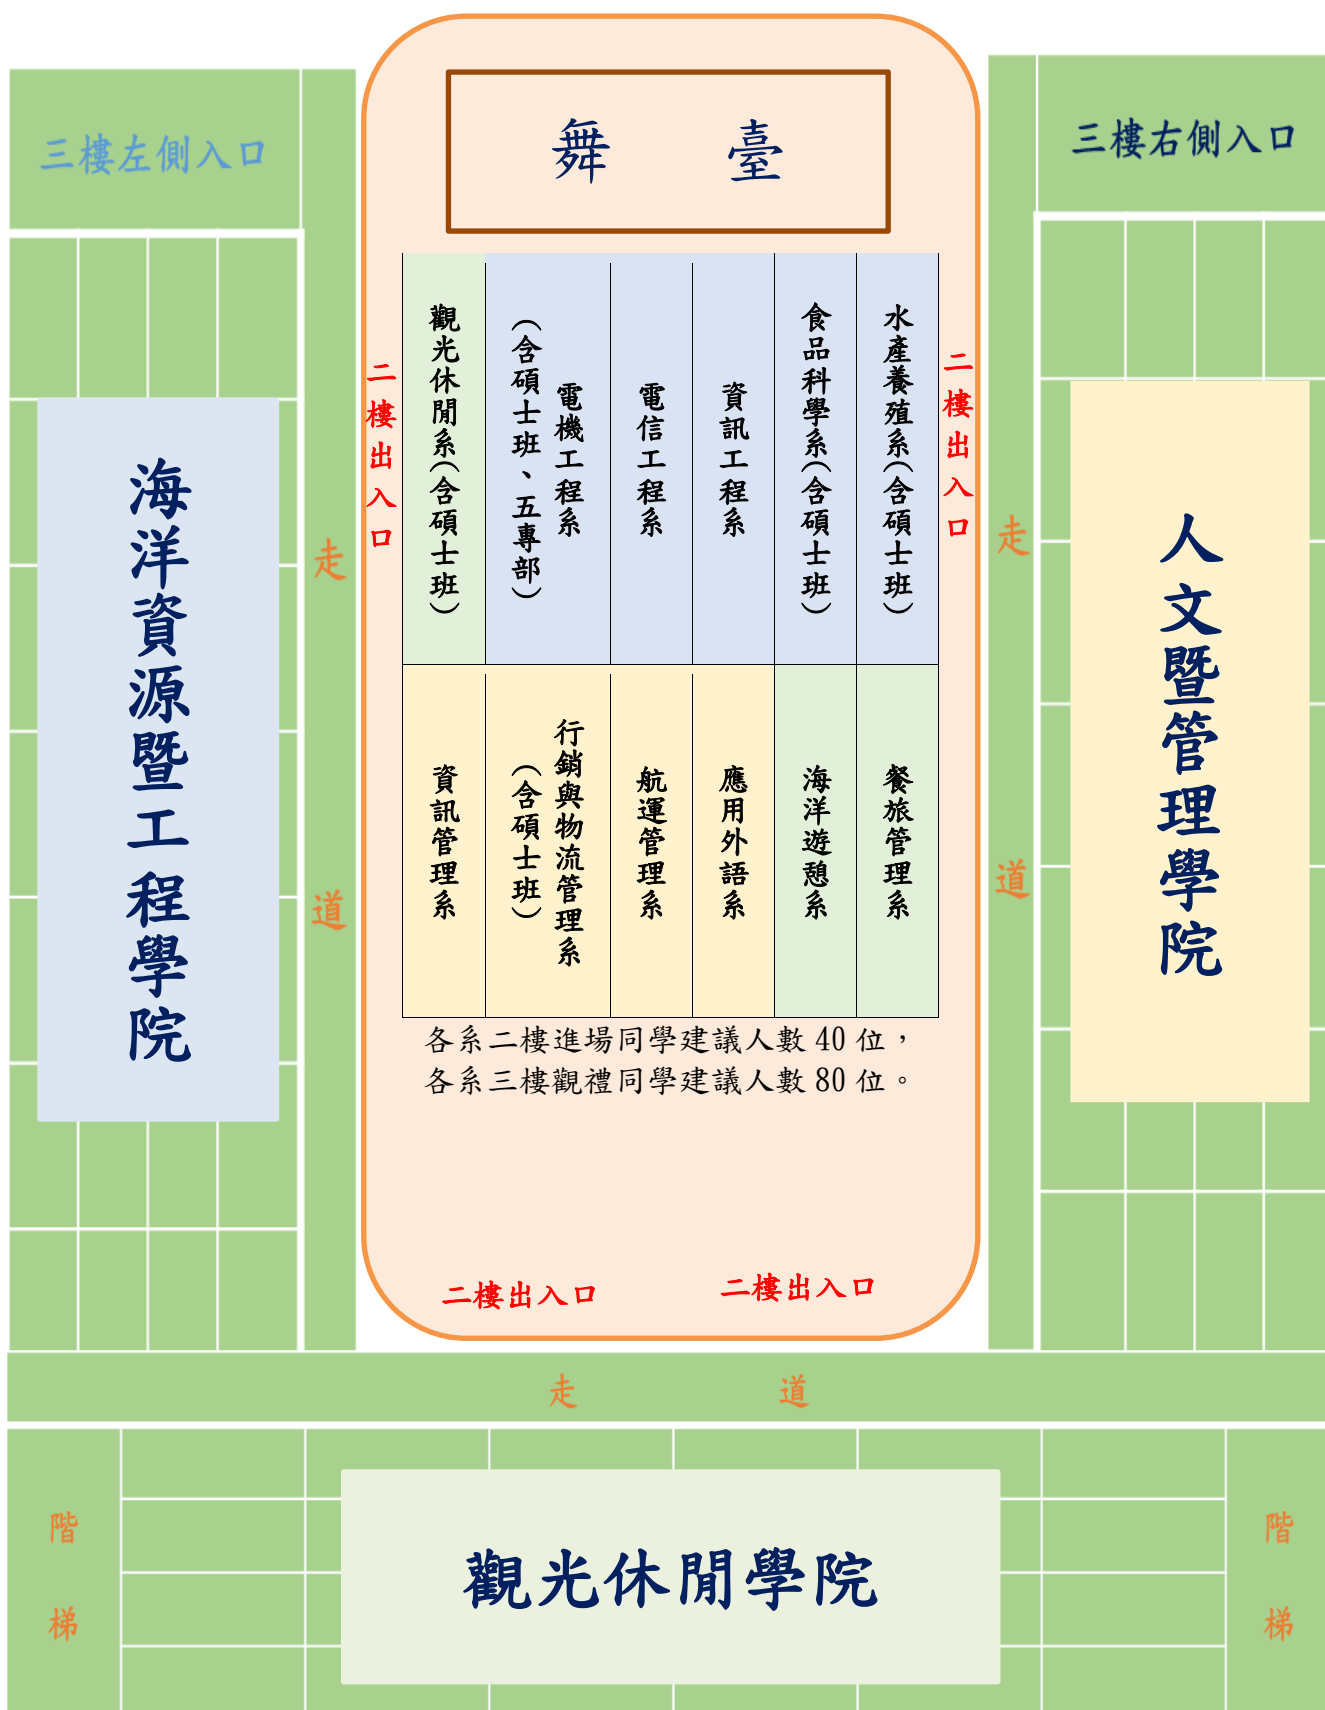 舞 臺
三樓左側入口
三樓右側入口
觀光休閒系(含碩士班)
電機工程系
(含碩士班、五專部)
電信工程系
資訊工程系
食品科學系(含碩士班)
水產養殖系(含碩士班)
二樓出入口
二樓出入口
資訊管理系
行銷與物流管理系
(含碩士班)
航運管理系
應用外語系
海洋遊憩系
餐旅管理系
海洋資源暨工程學院
走道
走道
人文暨管理學院
各系二樓進場同學建議人數 40 位，
各系三樓觀禮同學建議人數 80 位。
二樓出入口
二樓出入口
走 道
階梯
觀光休閒學院
階梯